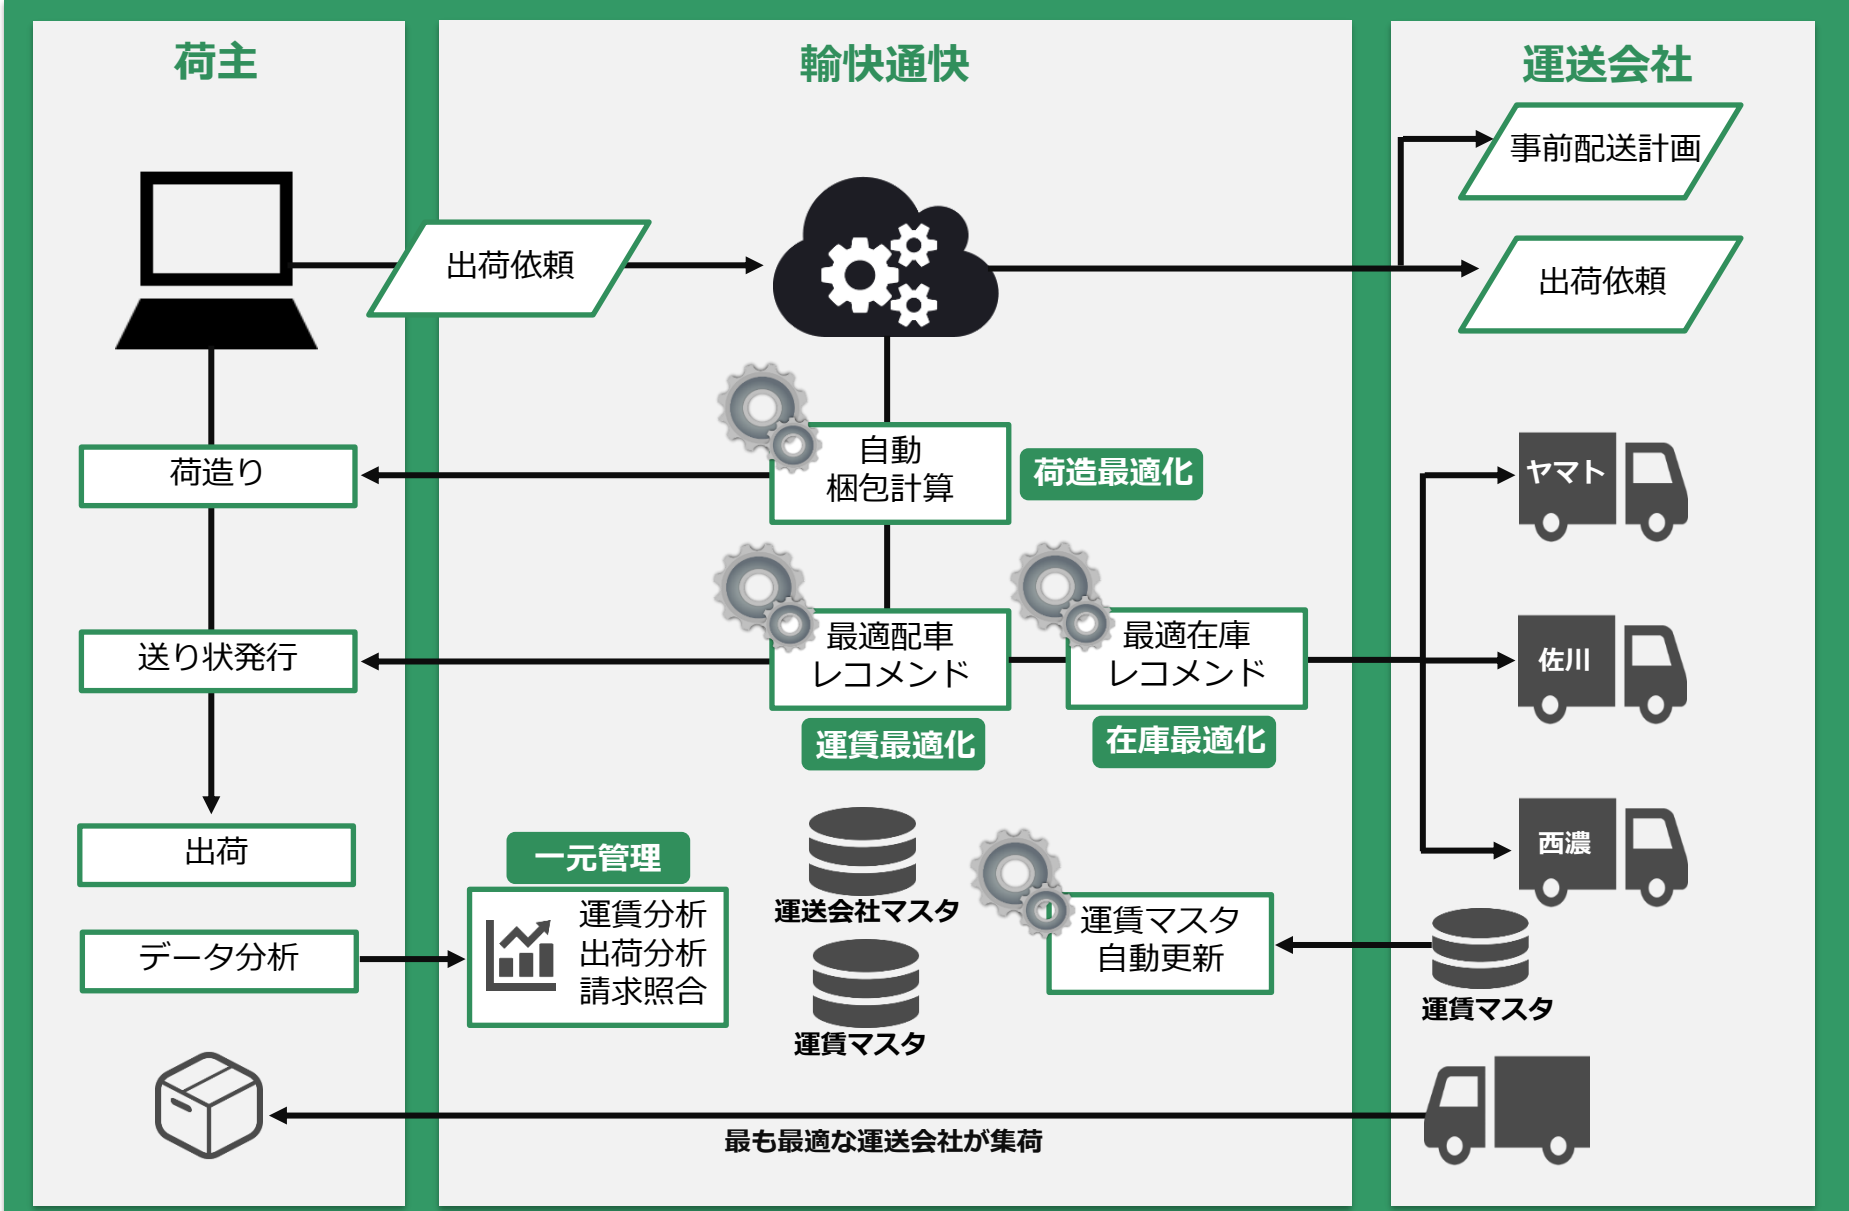 荷主
輸快通快
運送会社
事前配送計画
出荷依頼
出荷依頼
自動
梱包計算
荷造最適化
荷造り
ヤマト
最適配車
レコメンド
最適在庫
レコメンド
送り状発行
佐川
運賃最適化
在庫最適化
出荷
一元管理
西濃
運送会社マスタ
運賃分析
出荷分析
請求照合
運賃マスタ
自動更新
データ分析
運賃マスタ
運賃マスタ
最も最適な運送会社が集荷